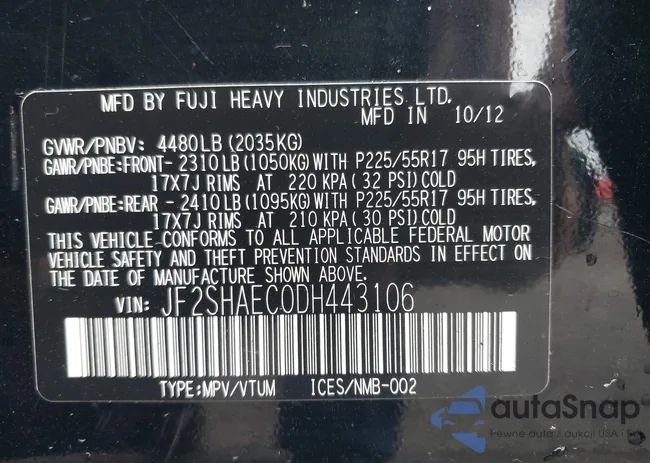 MFD BY FUJI HEAVY INDUSTRIES LTD.
MFD IN 10/12
GVWR/PNBV: 4480LB (2035KG)
GAWR/PNBE:FRONT- 2310LB (1050KG) WITH P225/55R17 95H TIRES,
17X7J RIMS AT 220 KPA (32 PSI) COLD
GAWR/PNBE:REAR - 2410LB (1095KG) WITH P225/55R17 95H TIRES,
17X7J RIMS AT 210 KPA (30 PSI) COLD
THIS VEHICLE CONFORMS TO ALL APPLICABLE FEDERAL MOTOR
VEHICLE SAFETY AND THEFT PREVENTION STANDARDS IN EFFECT ON
THE DATE OF MANUFACTURE SHOWN ABOVE.
VIN: JF2SHAEC0DH443106
TYPE:MPV/VTUM ICES/NMB-002
autaSnap
Pewne auta z aukcji USA i